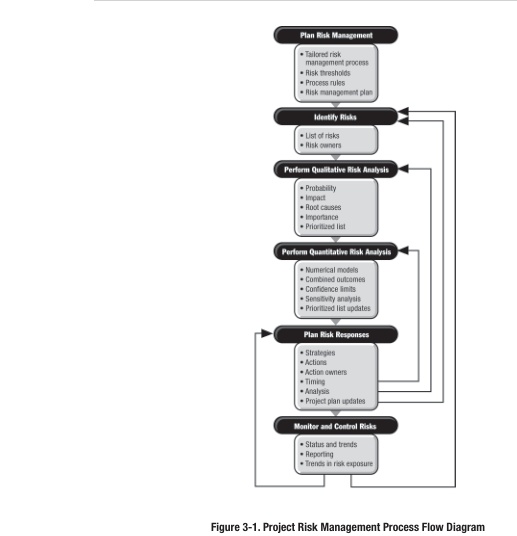 Plan Risk Management
• Tailored risk
management process
• Risk thresholds
• Process rules
• Risk management plan
Identify Risks
• List of risks
• Risk owners
Perform Qualitative Risk Analysis
• Probability
• Impact
• Root causes
• Importance
• Prioritized list
Perform Quantitative Risk Analysis
• Numerical models
• Combined outcomes
• Confidence limits
• Sensitivity analysis
• Prioritized list updates
Plan Risk Responses
• Strategies
• Actions
• Action owners
• Timing
• Analysis
• Project plan updates
Monitor and Control Risks
• Status and trends
• Reporting
• Trends in risk exposure
Figure 3-1. Project Risk Management Process Flow Diagram